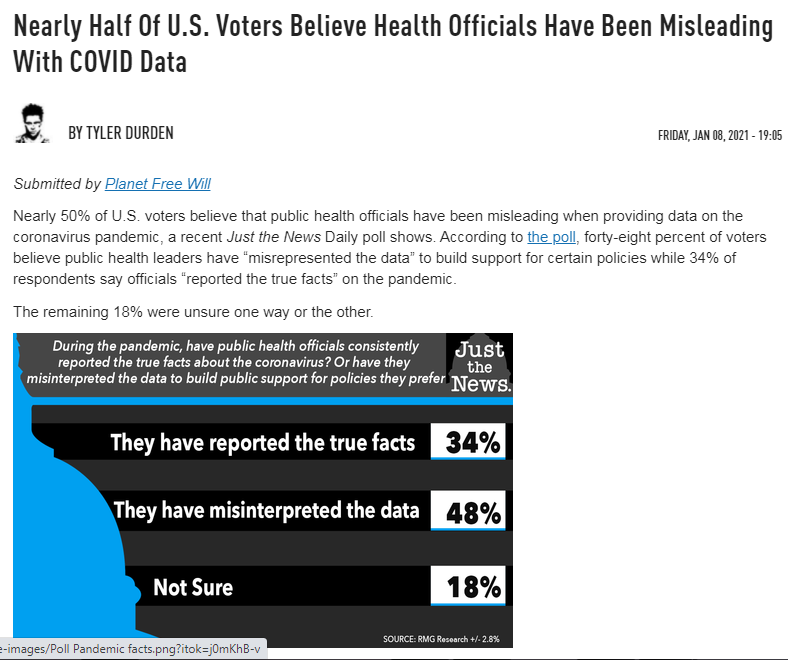 Nearly Half Of U.S. Voters Believe Health Officials Have Been Misleading
With COVID Data
BY TYLER DURDEN
FRIDAY, JAN 08, 2021 - 19:05
Submitted by Planet Free Will
Nearly 50% of U.S. voters believe that public health officials have been misleading when providing data on the
coronavirus pandemic, a recent Just the News Daily poll shows. According to the poll, forty-eight percent of voters
believe public health leaders have “misrepresented the data” to build support for certain policies while 34% of
respondents say officials “reported the true facts” on the pandemic.
The remaining 18% were unsure one way or the other.
During the pandemic, have public health officials consistently
reported the true facts about the coronavirus? Or have they
misinterpreted the data to build public support for policies they prefer
Just
the
News.
They have reported the true facts 34%
They have misinterpreted the data 48%
Not Sure 18%
SOURCE: RMG Research +/- 2.8%
e-images/Poll Pandemic facts.png?itok=j0mKhB-v